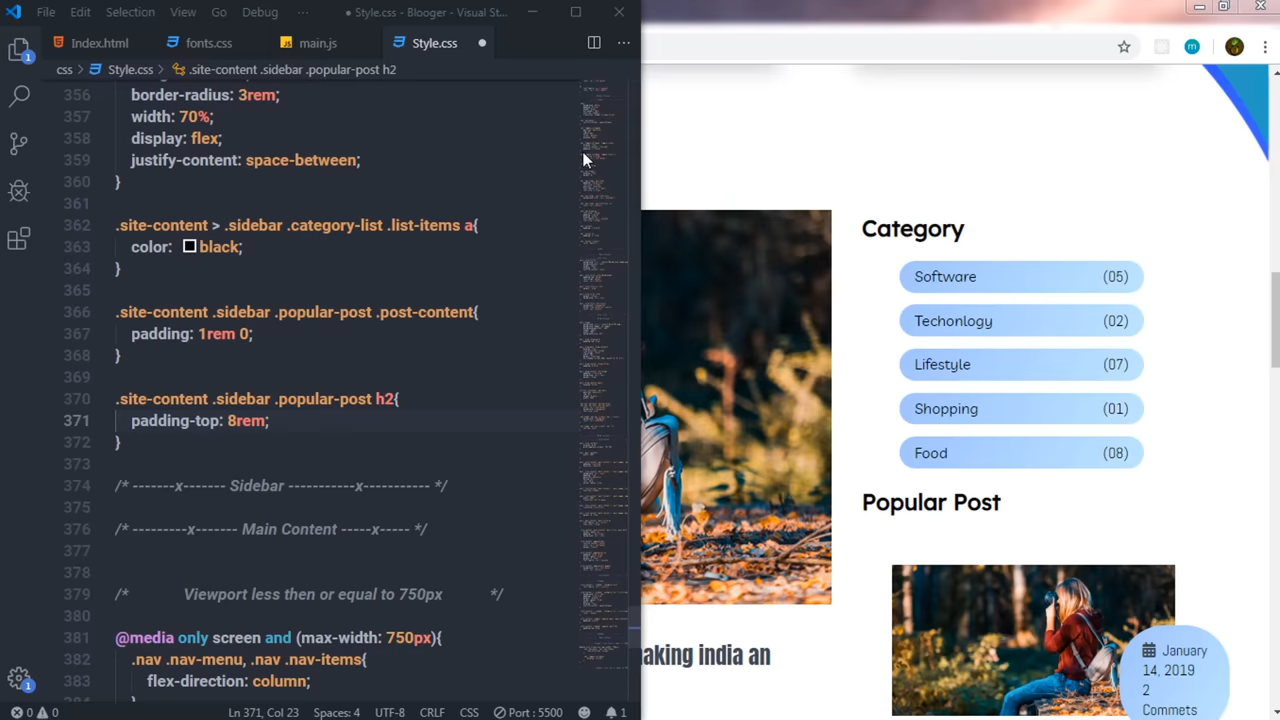 File Edit Selection View Go Debug ··· ● Style.css - Blooger - Visual St...
Index.html fonts.css main.js Style.css ●
css > Style.css > .site-content .sidebar .popular-post h2
356 border-radius: 3rem;
357 width: 70%;
358 display: flex;
359 justify-content: space-between;
360 }
361
362 .site-content > .sidebar .category-list .list-items a{
363 color: black;
364 }
365
366 .site-content .sidebar .popular-post .post-content{
367 padding: 1rem 0;
368 }
369
370 .site-content .sidebar .popular-post h2{
371 padding-top: 8rem;
372 }
373
374 /* -------x------- Sidebar -----------x----------- */
375
376 /* ---------x------- Main Content -----x----- */
377
378
379 /* Viewport less then or equal to 750px */
380
381 @media only screen and (max-width: 750px){
382 .nav .nav-menu, .nav .nav-items{
383 flex-direction: column;
1
1
0 0 Ln 371, Col 23 Spaces: 4 UTF-8 CRLF CSS Port : 5500 1
m
Category
Software (05)
Techonlogy (02)
Lifestyle (07)
Shopping (01)
Food (08)
Popular Post
January
14, 2019
2
Commets
aking india an